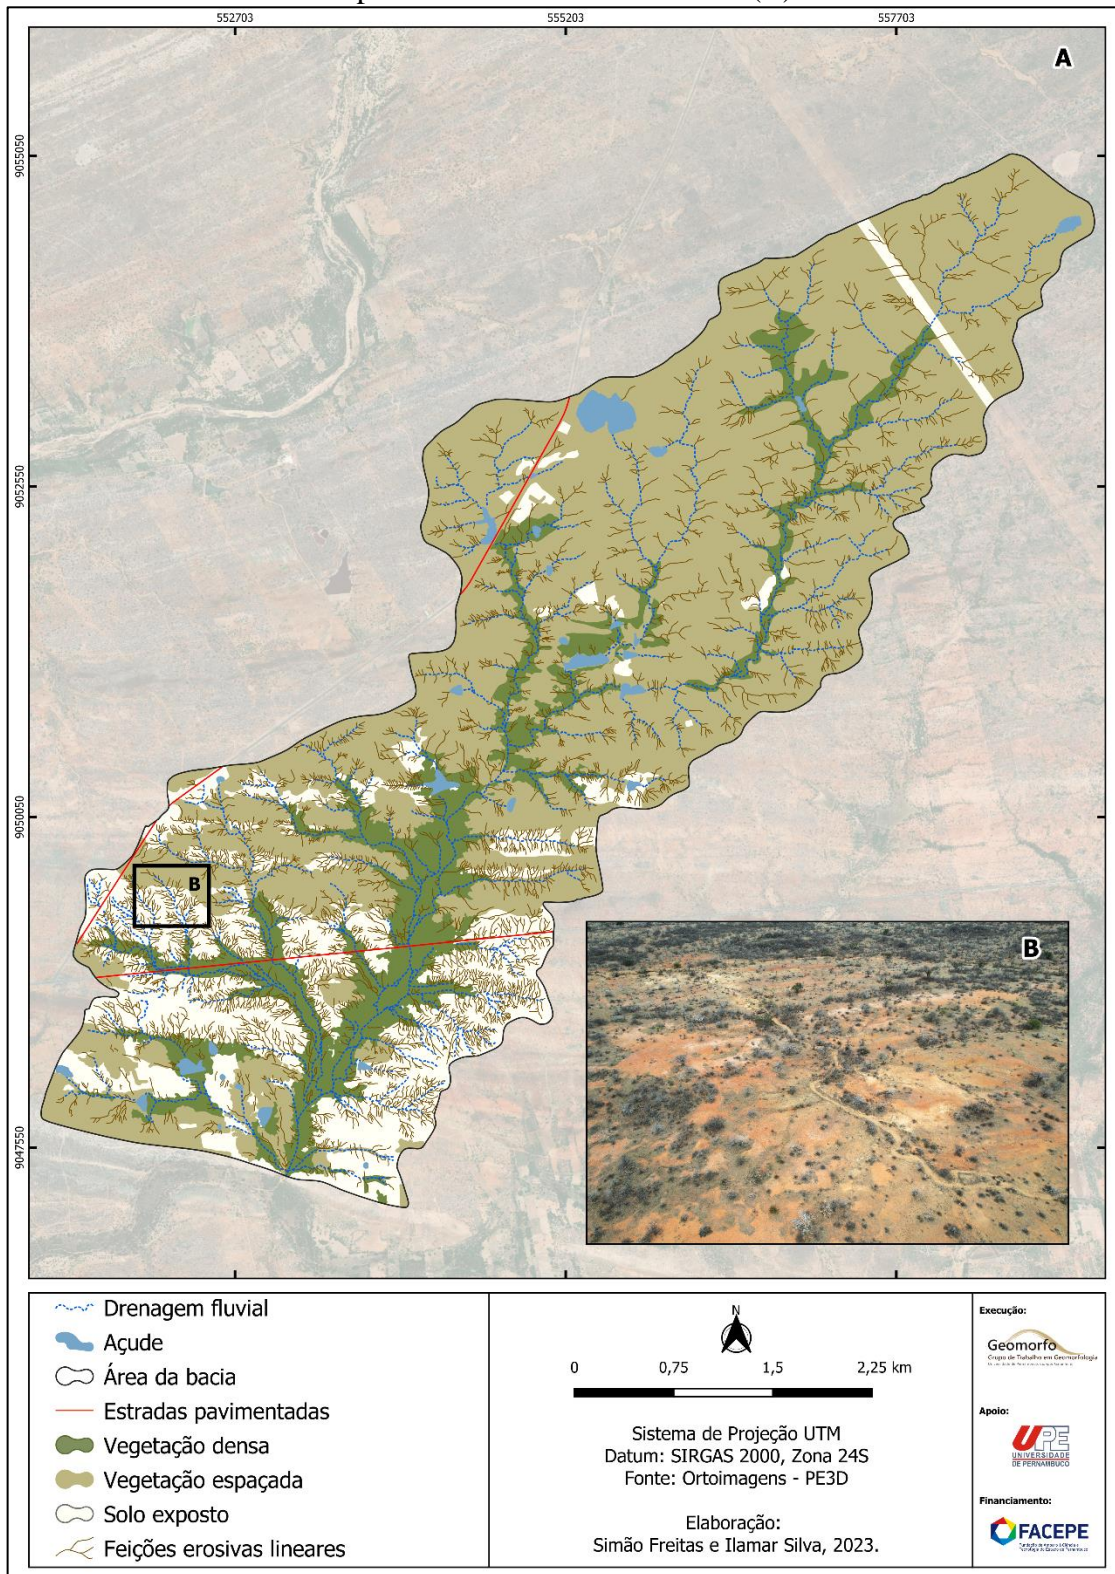 552703
555203
557703
A
9055050
9052550
9050050
9047550
B
B
Drenagem fluvial
Açude
Área da bacia
Estradas pavimentadas
Vegetação densa
Vegetação espaçada
Solo exposto
Feições erosivas lineares
N
0 0,75 1,5 2,25 km
Sistema de Projeção UTM
Datum: SIRGAS 2000, Zona 24S
Fonte: Ortoimagens - PE3D
Elaboração:
Simão Freitas e Ilamar Silva, 2023.
Execução:
Geomorfo
Grupo de Trabalho em Geomorfologia
Apoio:
UPE
UNIVERSIDADE
DE PERNAMBUCO
Financiamento:
FACEPE